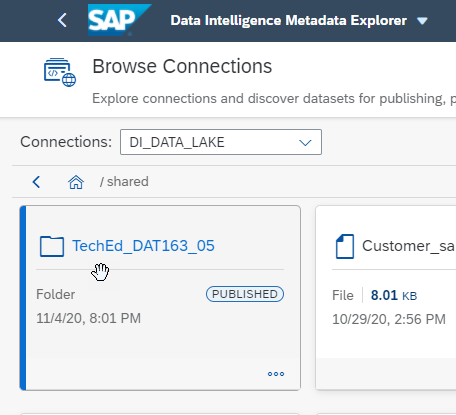 SAP Data Intelligence Metadata Explorer
Browse Connections
Explore connections and discover datasets for publishing, p
Connections: DI_DATA_LAKE
/ shared
TechEd_DAT163_05
Folder PUBLISHED
11/4/20, 8:01 PM
Customer_sa
File 8.01 KB
10/29/20, 2:56 PM